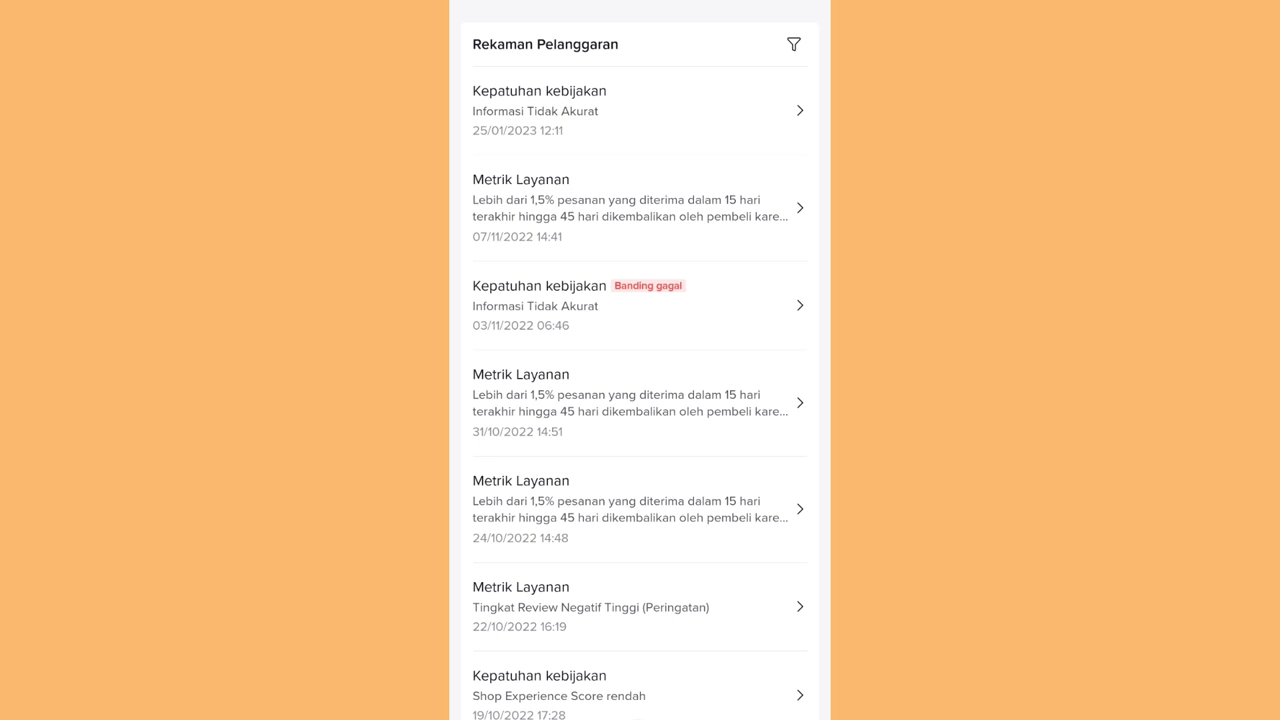 Rekaman Pelanggaran
Kepatuhan kebijakan
Informasi Tidak Akurat
25/01/2023 12:11
Metrik Layanan
Lebih dari 1,5% pesanan yang diterima dalam 15 hari
terakhir hingga 45 hari dikembalikan oleh pembeli kare...
07/11/2022 14:41
Kepatuhan kebijakan Banding gagal
Informasi Tidak Akurat
03/11/2022 06:46
Metrik Layanan
Lebih dari 1,5% pesanan yang diterima dalam 15 hari
terakhir hingga 45 hari dikembalikan oleh pembeli kare...
31/10/2022 14:51
Metrik Layanan
Lebih dari 1,5% pesanan yang diterima dalam 15 hari
terakhir hingga 45 hari dikembalikan oleh pembeli kare...
24/10/2022 14:48
Metrik Layanan
Tingkat Review Negatif Tinggi (Peringatan)
22/10/2022 16:19
Kepatuhan kebijakan
Shop Experience Score rendah
19/10/2022 17:28